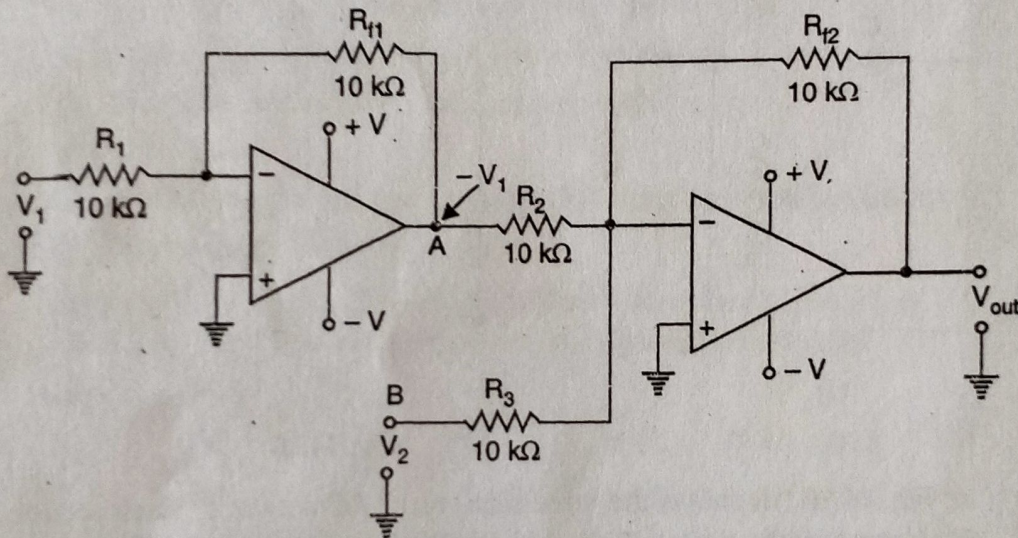 Rf1
10 kΩ
Rf2
10 kΩ
R1
10 kΩ
V1
+ V
− V1
−
+
A
− V
R2
10 kΩ
+ V
−
+
− V
Vout
B
V2
R3
10 kΩ